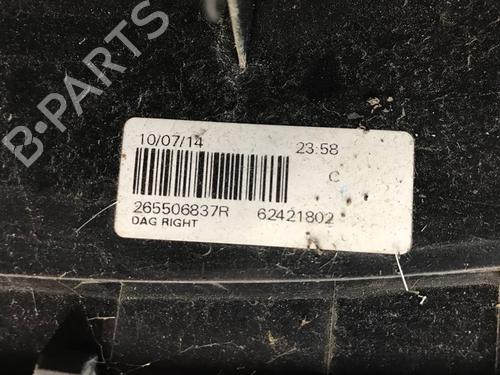 10/07/14 23:58
C
265506837R 62421802
DAG RIGHT
B-PARTS